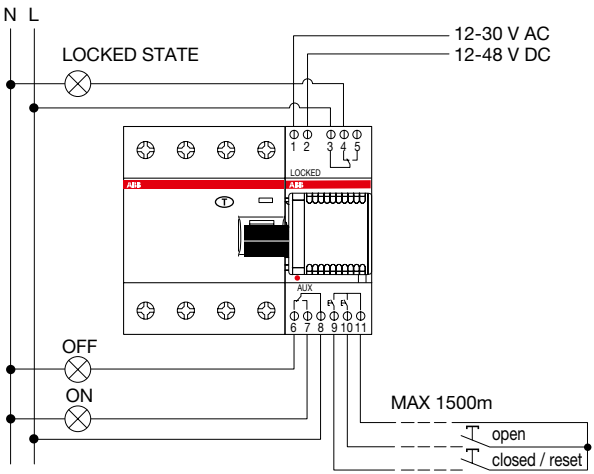 N L
LOCKED STATE
12-30 V AC
12-48 V DC
1 2 3 4 5
LOCKED
ABB ABB
T
AUX
6 7 8 9 10 11
OFF
ON
MAX 1500m
open
closed / reset